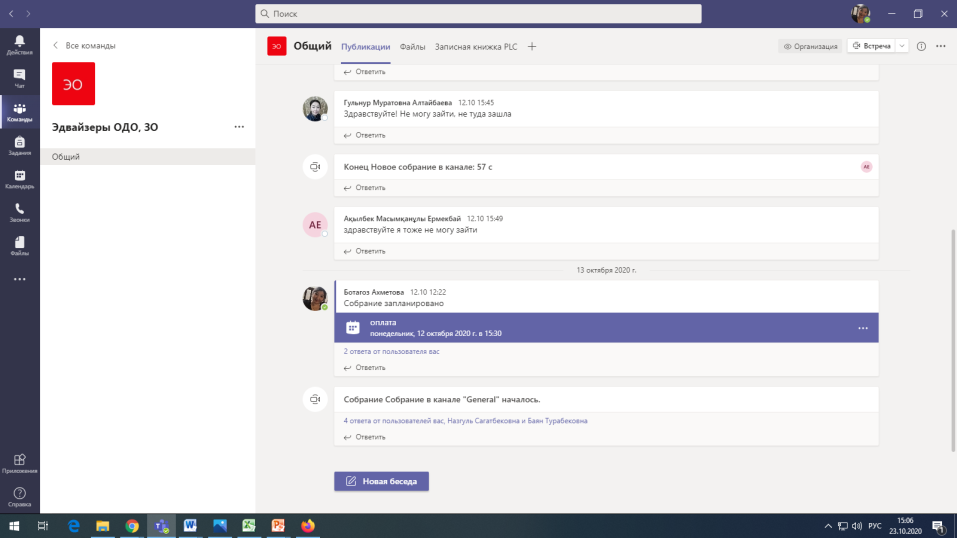 Поиск
Действия
Чат
Команды
Задания
Календарь
Звонки
Файлы
Приложения
Справка
Все команды
ЭО
Эдвайзеры ОДО, ЗО
Общий
ЭО
Общий
Публикации
Файлы
Записная книжка PLC
Организация
Встреча
Ответить
Гульнур Муратовна Алтайбаева 12.10 15:45
Здравствуйте! Не могу зайти, не туда зашла
Ответить
Конец Новое собрание в канале: 57 с
АЕ
Ответить
АЕ
Ақылбек Масымқанұлы Ермекбай 12.10 15:49
здравствуйте я тоже не могу зайти
Ответить
13 октября 2020 г.
Ботагоз Ахметова 12.10 12:22
Собрание запланировано
оплата
понедельник, 12 октября 2020 г. в 15:30
2 ответа от пользователя вас
Ответить
Собрание Собрание в канале "General" началось.
4 ответа от пользователей вас, Назгуль Сагатбековна и Баян Турабековна
Ответить
Новая беседа
РУС
15:06
23.10.2020
1